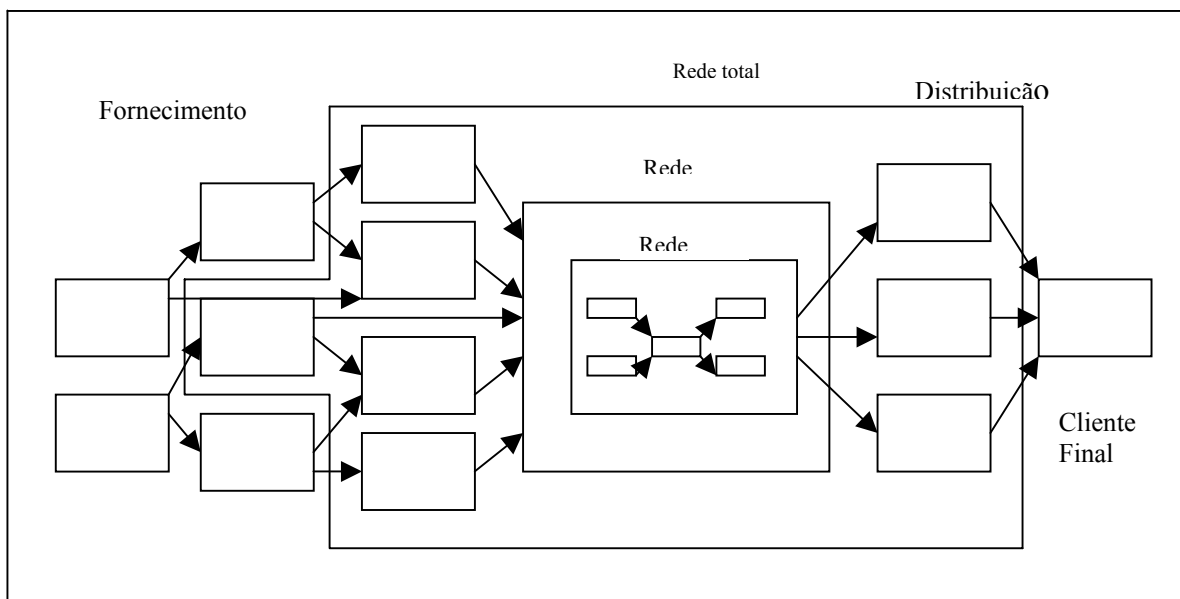 Rede total
Distribuição
Fornecimento
Rede
Rede
Cliente
Final